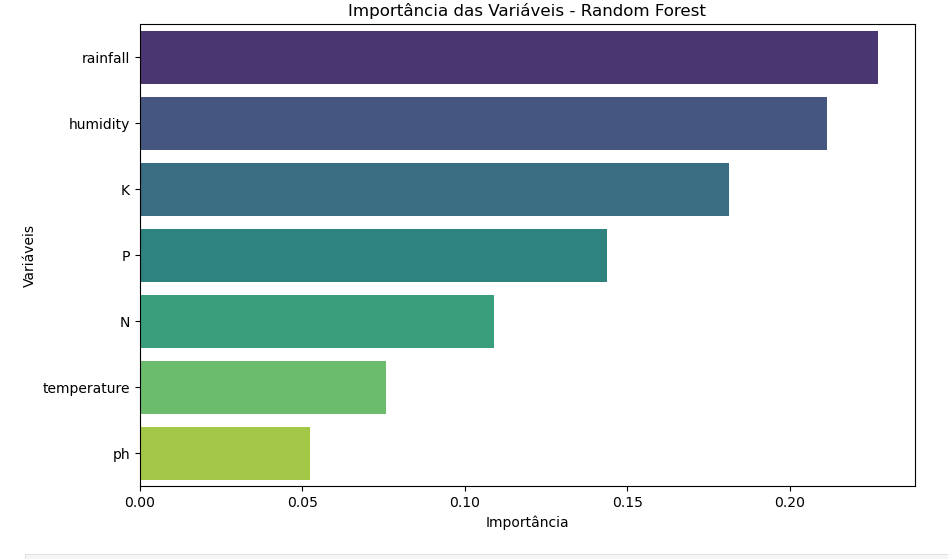 Importância das Variáveis - Random Forest
rainfall
humidity
K
P
N
temperature
ph
Variáveis
0.00 0.05 0.10 0.15 0.20
Importância